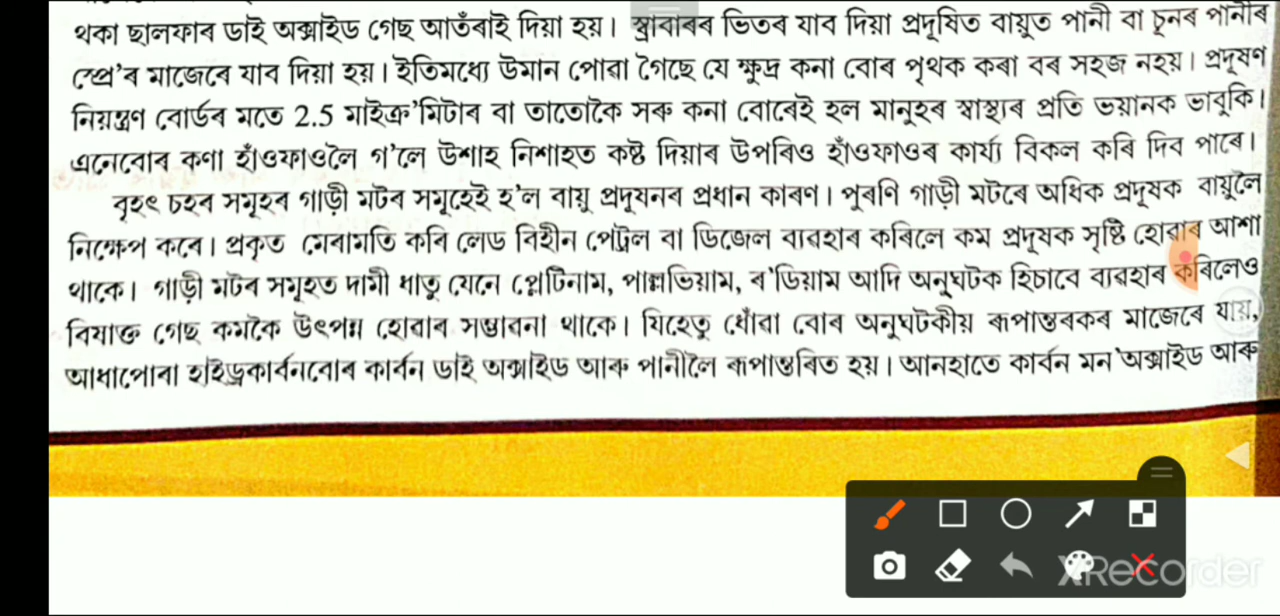 থকা ছালফাৰ ডাই অক্সাইড গেছ আতঁৰাই দিয়া হয়। স্ক্ৰাবাৰৰ ভিতৰ যাব দিয়া প্ৰদূষিত বায়ুত পানী বা চূনৰ পানীৰ
স্প্ৰে'ৰ মাজেৰে যাব দিয়া হয়। ইতিমধ্যে উমান পোৱা গৈছে যে ক্ষুদ্ৰ কনা বোৰ পৃথক কৰা বৰ সহজ নহয়। প্ৰদূষণ
নিয়ন্ত্ৰণ বোৰ্ডৰ মতে 2.5 মাইক্ৰ'মিটাৰ বা তাতোকৈ সৰু কনা বোৰেই হল মানুহৰ স্বাস্থ্যৰ প্ৰতি ভয়ানক ভাবুকি।
এনেবোৰ কণা হাঁওফাওলৈ গ'লে উশাহ নিশাহত কষ্ট দিয়াৰ উপৰিও হাঁওফাওৰ কাৰ্য্য বিকল কৰি দিব পাৰে।
বৃহৎ চহৰ সমূহৰ গাড়ী মটৰ সমূহেই হ'ল বায়ু প্ৰদূষনৰ প্ৰধান কাৰণ। পুৰণি গাড়ী মটৰে অধিক প্ৰদূষক বায়ুলৈ
নিক্ষেপ কৰে। প্ৰকৃত মেৰামতি কৰি লেড বিহীন পেট্ৰল বা ডিজেল ব্যৱহাৰ কৰিলে কম প্ৰদূষক সৃষ্টি হোৱাৰ আশা
থাকে। গাড়ী মটৰ সমূহত দামী ধাতু যেনে প্লেটিনাম, পাল্লাডিয়াম, ৰ'ডিয়াম আদি অনুঘটক হিচাবে ব্যৱহাৰ কৰিলেও
বিষাক্ত গেছ কমকৈ উৎপন্ন হোৱাৰ সম্ভাৱনা থাকে। যিহেতু ধোঁৱা বোৰ অনুঘটকীয় ৰূপান্তৰকৰ মাজেৰে যায়,
আধাপোৰা হাইড্ৰকাৰ্বনবোৰ কাৰ্বন ডাই অক্সাইড আৰু পানীলৈ ৰূপান্তৰিত হয়। আনহাতে কাৰ্বন মন'অক্সাইড আৰু
XRecorder